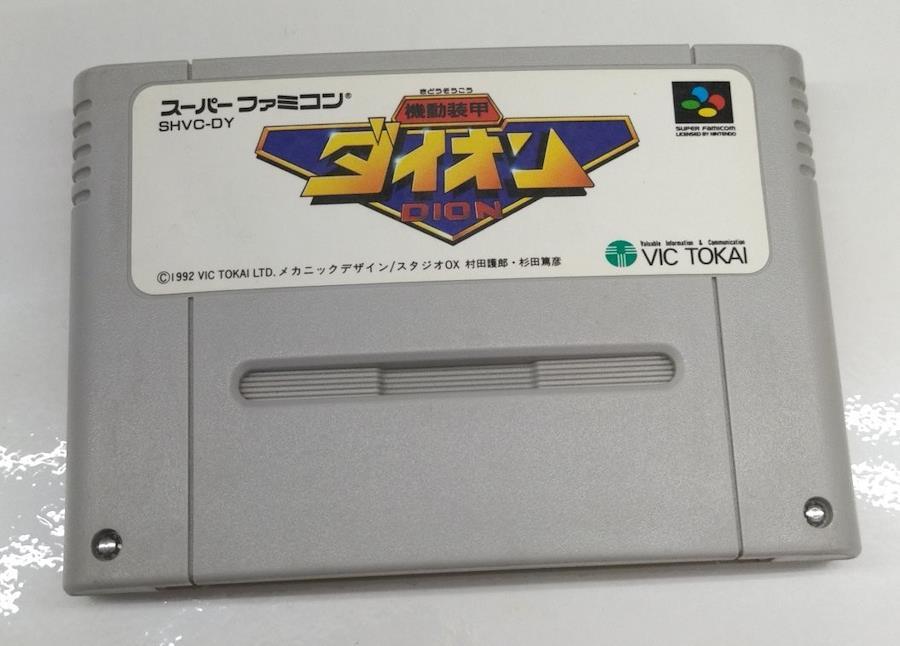 スーパーファミコン®
SHVC-DY
きどうそうこう
機動装甲
ダイオン
DION
SUPER FAMICOM
LICENSED BY NINTENDO
Valuable Information & Communication
VIC TOKAI
©1992 VIC TOKAI LTD. メカニックデザイン/スタジオOX 村田護郎・杉田篤彦